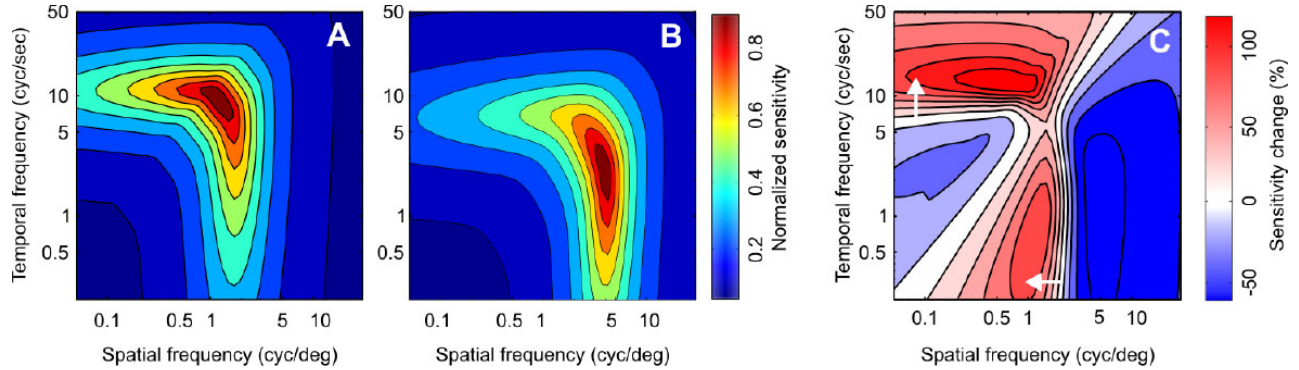 A
B
C
Temporal frequency (cyc/sec)
50
10
5
1
0.5
0.1 0.5 1 5 10
Spatial frequency (cyc/deg)
50
10
5
1
0.5
0.1 0.5 1 5 10
Spatial frequency (cyc/deg)
0.8
0.6
0.4
0.2
Normalized sensitivity
Temporal frequency (cyc/sec)
50
10
5
1
0.5
0.1 0.5 1 5 10
Spatial frequency (cyc/deg)
100
50
0
-50
Sensitivity change (%)